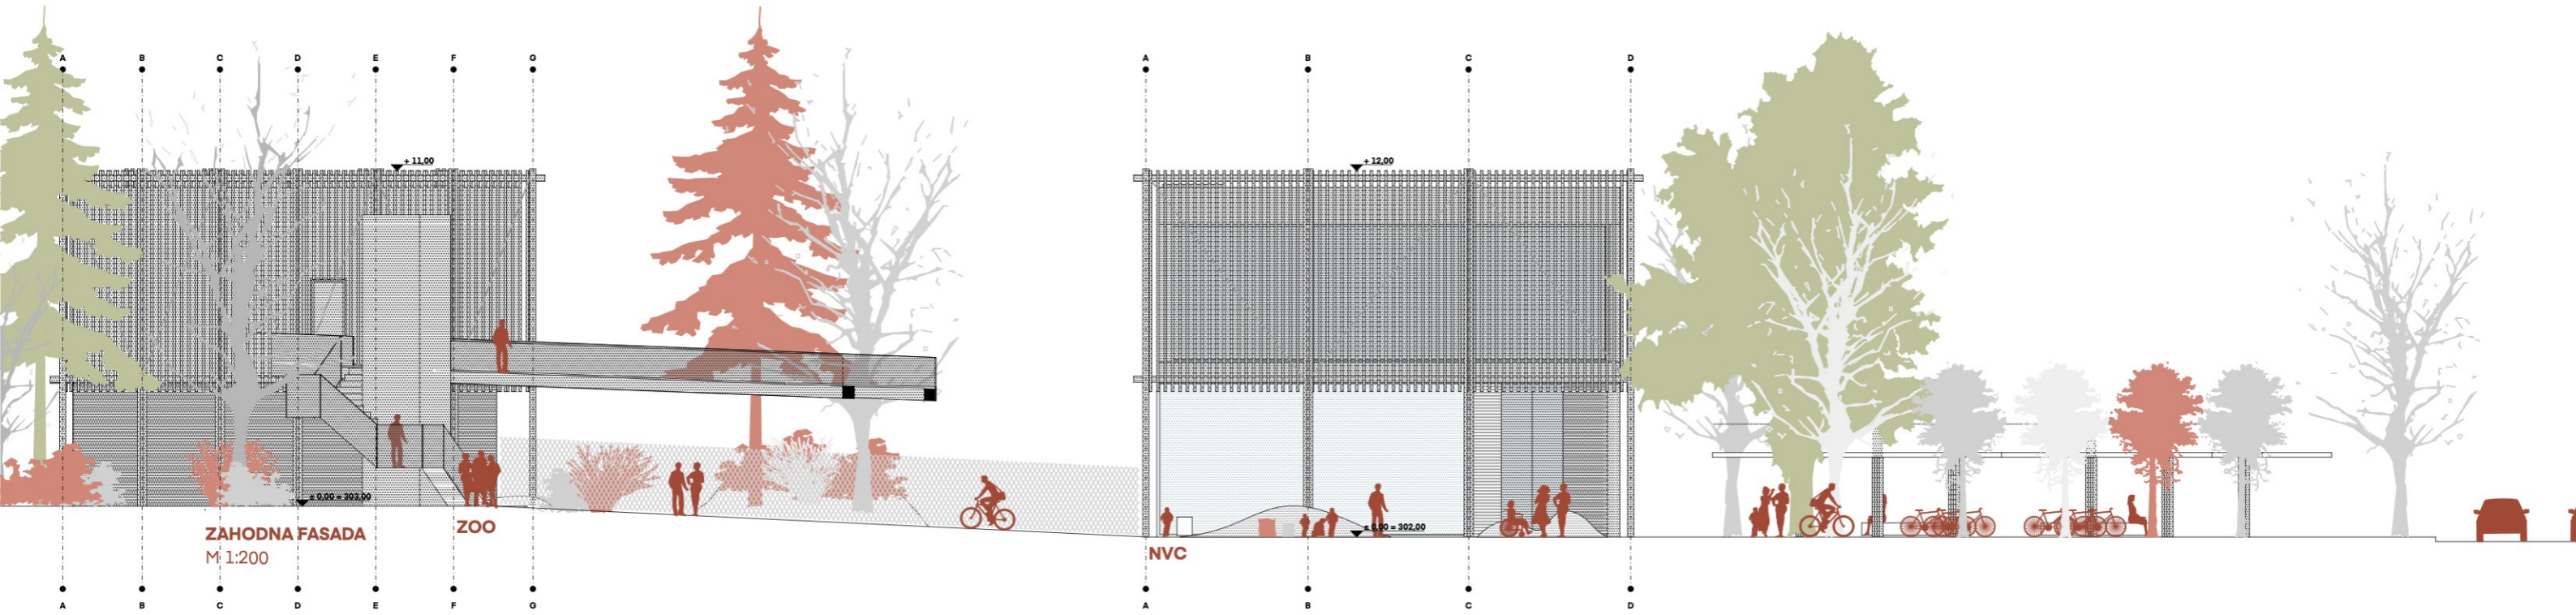 A B C D E F G A B C D
+ 11,00
+ 12,00
± 0,00 = 303,00
± 0,00 = 302,00
ZAHODNA FASADA
M 1:200
ZOO
NVC
A B C D E F G A B C D